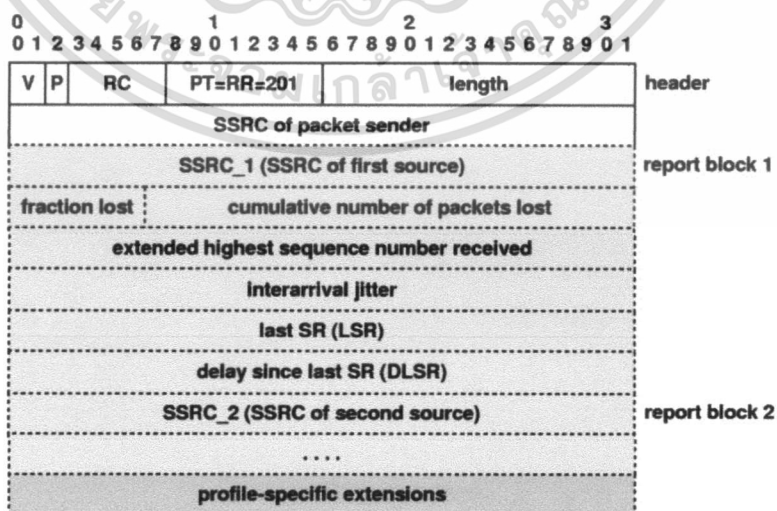 0 1 2 3
0 1 2 3 4 5 6 7 8 9 0 1 2 3 4 5 6 7 8 9 0 1 2 3 4 5 6 7 8 9 0 1
V P RC PT=RR=201 length header
SSRC of packet sender
SSRC_1 (SSRC of first source) report block 1
fraction lost cumulative number of packets lost
extended highest sequence number received
interarrival jitter
last SR (LSR)
delay since last SR (DLSR)
SSRC_2 (SSRC of second source) report block 2
....
profile-specific extensions